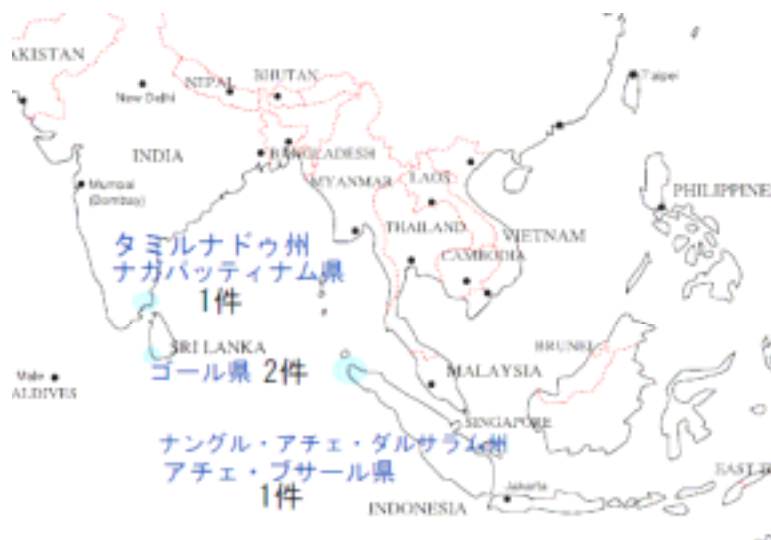 AKISTAN
NEPAL
BHUTAN
Taipei
New Delhi
INDIA
BANGLADESH
MYANMAR
LAOS
Mumbai
(Bombay)
PHILIPPINE
THAILAND
VIETNAM
CAMBODIA
タミルナドゥ州
ナガパッティナム県
1件
SRI LANKA
ゴール県 2件
BRUNEI
MALAYSIA
Male
ALDIVES
SINGAPORE
ナングル・アチェ・ダルサラム州
アチェ・ブサール県
1件
EAST
Jakarta
INDONESIA